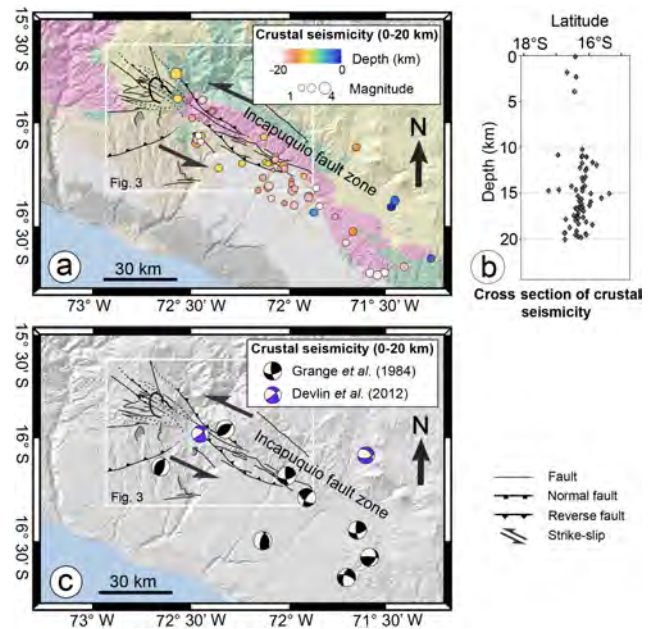 a
Crustal seismicity (0-20 km)
Depth (km)
-20
0
1
4
Magnitude
N
Incapuquio fault zone
Fig. 3
30 km
15° 30' S
16° S
16° 30' S
73° W
72° 30' W
72° W
71° 30' W
Latitude
18°S
16°S
0
5
10
15
20
Depth (km)
b
Cross section of crustal
seismicity
Crustal seismicity (0-20 km)
Grange et al. (1984)
Devlin et al. (2012)
N
Incapuquio fault zone
Fig. 3
c
30 km
15° 30' S
16° S
16° 30' S
73° W
72° 30' W
72° W
71° 30' W
Fault
Normal fault
Reverse fault
Strike-slip